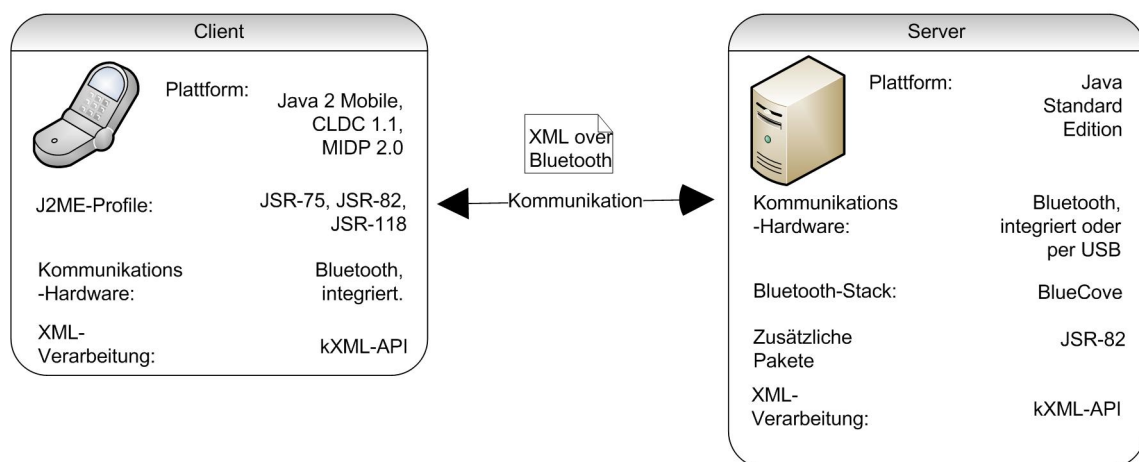 Client
Plattform:
Java 2 Mobile,
CLDC 1.1,
MIDP 2.0
J2ME-Profile:
JSR-75, JSR-82,
JSR-118
Kommunikations
-Hardware:
Bluetooth,
integriert.
XML-
Verarbeitung:
kXML-API
XML over
Bluetooth
Kommunikation
Server
Plattform:
Java
Standard
Edition
Kommunikations
-Hardware:
Bluetooth,
integriert oder
per USB
Bluetooth-Stack:
BlueCove
Zusätzliche
Pakete
JSR-82
XML-
Verarbeitung:
kXML-API